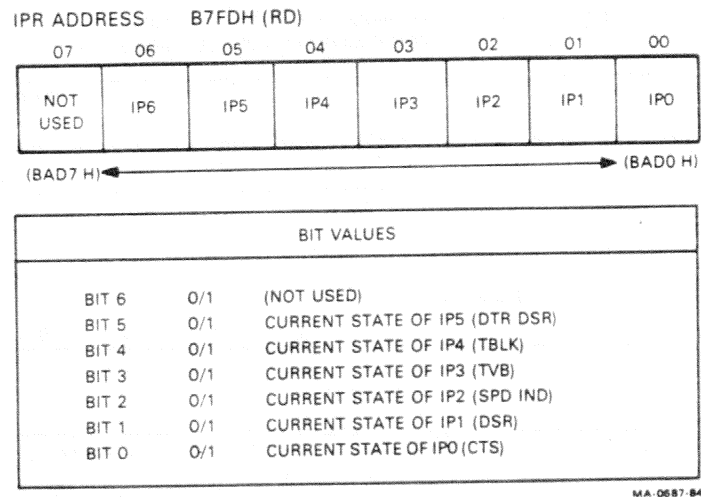 IPR ADDRESS B7FDH (RD)
07 06 05 04 03 02 01 00
NOT USED IP6 IP5 IP4 IP3 IP2 IP1 IP0
(BAD7 H) (BAD0 H)
BIT VALUES
BIT 6 0/1 (NOT USED)
BIT 5 0/1 CURRENT STATE OF IP5 (DTR DSR)
BIT 4 0/1 CURRENT STATE OF IP4 (TBLK)
BIT 3 0/1 CURRENT STATE OF IP3 (TVB)
BIT 2 0/1 CURRENT STATE OF IP2 (SPD IND)
BIT 1 0/1 CURRENT STATE OF IP1 (DSR)
BIT 0 0/1 CURRENT STATE OF IP0 (CTS)
MA-0687-84